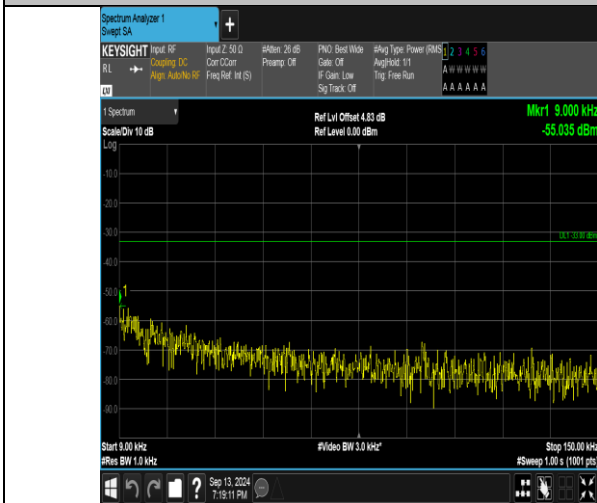 Spectrum Analyzer 1
Swept SA
+
KEYSIGHT Input: RF Input Z: 50 Ω #Atten: 26 dB PNO: Best Wide #Avg Type: Power (RMS 1 2 3 4 5 6
RL Coupling: DC Corr CCorr Preamp: Off Gate: Off Avg|Hold: 1/1 A W W W W W
Align: Auto/No RF Freq Ref: Int (S) IF Gain: Low Trig: Free Run
Sig Track: Off A A A A A A
1 Spectrum Ref Lvl Offset 4.83 dB Mkr1 9.000 kHz
Scale/Div 10 dB Ref Level 0.00 dBm -55.035 dBm
Log
-10.0
-20.0
-30.0
DL1 -33.00 dBm
-40.0
-50.0
1
-60.0
-70.0
-80.0
-90.0
Start 9.00 kHz #Video BW 3.0 kHz* Stop 150.00 kHz
#Res BW 1.0 kHz #Sweep 1.00 s (1001 pts)
? Sep 13, 2024
7:19:11 PM